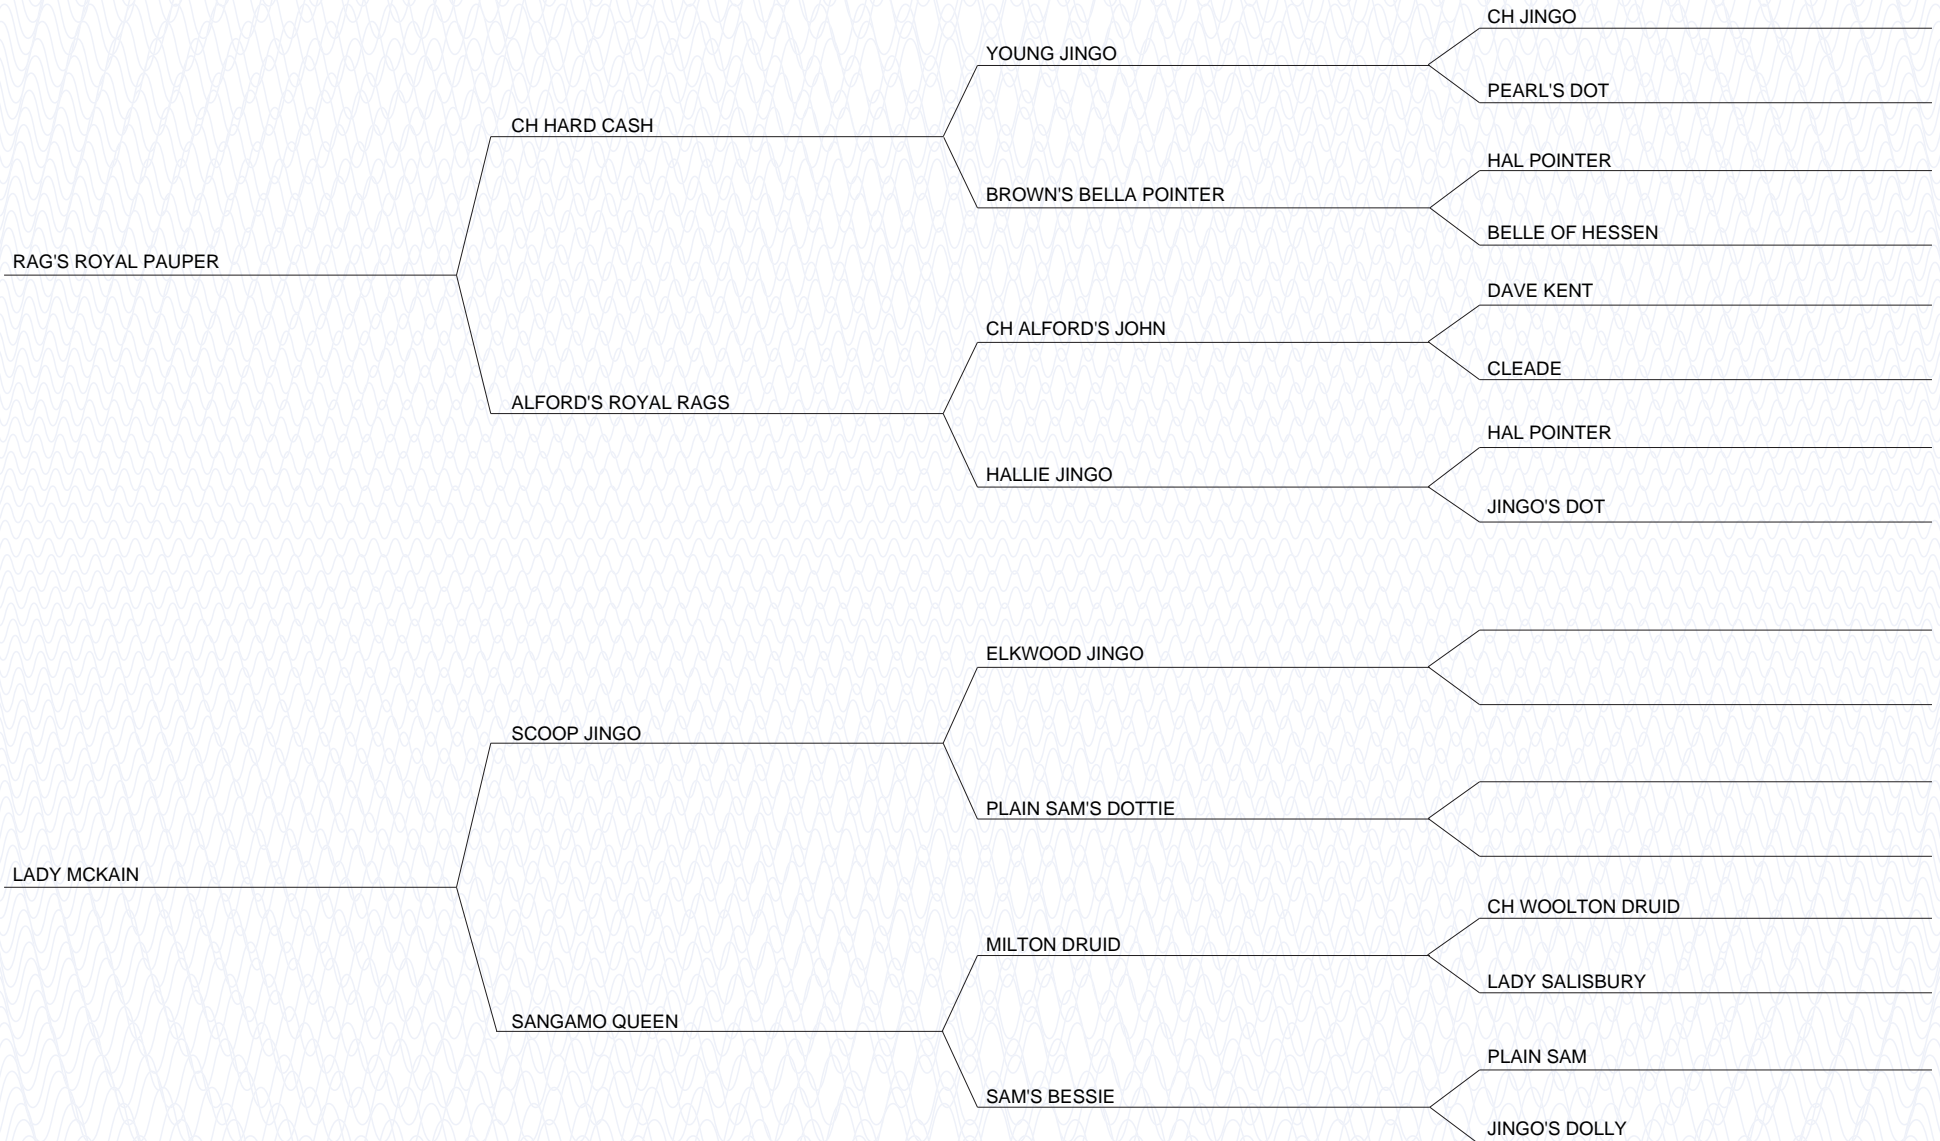 CH JINGO
YOUNG JINGO
PEARL'S DOT
CH HARD CASH
HAL POINTER
BROWN'S BELLA POINTER
BELLE OF HESSEN
RAG'S ROYAL PAUPER
DAVE KENT
CH ALFORD'S JOHN
CLEADE
ALFORD'S ROYAL RAGS
HAL POINTER
HALLIE JINGO
JINGO'S DOT
ELKWOOD JINGO
SCOOP JINGO
PLAIN SAM'S DOTTIE
LADY MCKAIN
CH WOOLTON DRUID
MILTON DRUID
LADY SALISBURY
SANGAMO QUEEN
PLAIN SAM
SAM'S BESSIE
JINGO'S DOLLY